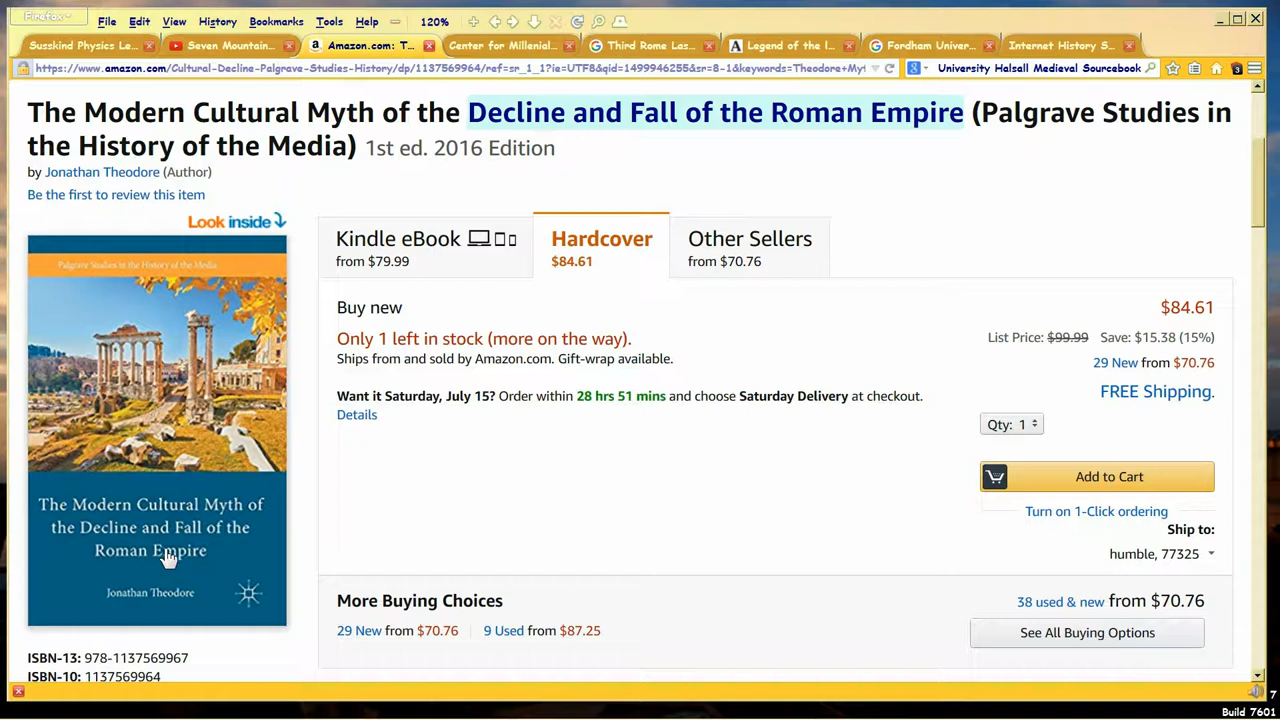 Firefox
File Edit View History Bookmarks Tools Help 120%
Susskind Physics Le...
Seven Mountain...
Amazon.com: T...
Center for Millenial...
Third Rome Las...
Legend of the l...
Fordham Univer...
Internet History S...
https://www.amazon.com/Cultural-Decline-Palgrave-Studies-History/dp/1137569964/ref=sr_1_1?ie=UTF8&qid=1499946255&sr=8-1&keywords=Theodore+Myt
University Halsall Medieval Sourcebook
3
The Modern Cultural Myth of the Decline and Fall of the Roman Empire (Palgrave Studies in
the History of the Media) 1st ed. 2016 Edition
by Jonathan Theodore (Author)
Be the first to review this item
Look inside
Palgrave Studies in the History of the Media
The Modern Cultural Myth of
the Decline and Fall of the
Roman Empire
Jonathan Theodore
ISBN-13: 978-1137569967
ISBN-10: 1137569964
Kindle eBook
from $79.99
Hardcover
$84.61
Other Sellers
from $70.76
Buy new
$84.61
Only 1 left in stock (more on the way).
List Price: $99.99 Save: $15.38 (15%)
Ships from and sold by Amazon.com. Gift-wrap available.
29 New from $70.76
FREE Shipping.
Want it Saturday, July 15? Order within 28 hrs 51 mins and choose Saturday Delivery at checkout.
Details
Qty: 1
Add to Cart
Turn on 1-Click ordering
Ship to:
humble, 77325
More Buying Choices
38 used & new from $70.76
29 New from $70.76 9 Used from $87.25
See All Buying Options
7
Build 7601